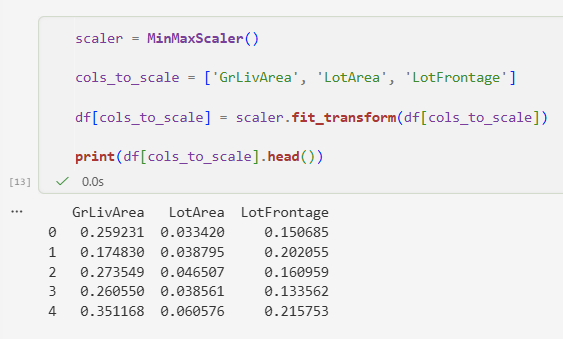 scaler = MinMaxScaler()
cols_to_scale = ['GrLivArea', 'LotArea', 'LotFrontage']
df[cols_to_scale] = scaler.fit_transform(df[cols_to_scale])
print(df[cols_to_scale].head())
[13] ✓ 0.0s
... GrLivArea LotArea LotFrontage
0 0.259231 0.033420 0.150685
1 0.174830 0.038795 0.202055
2 0.273549 0.046507 0.160959
3 0.260550 0.038561 0.133562
4 0.351168 0.060576 0.215753